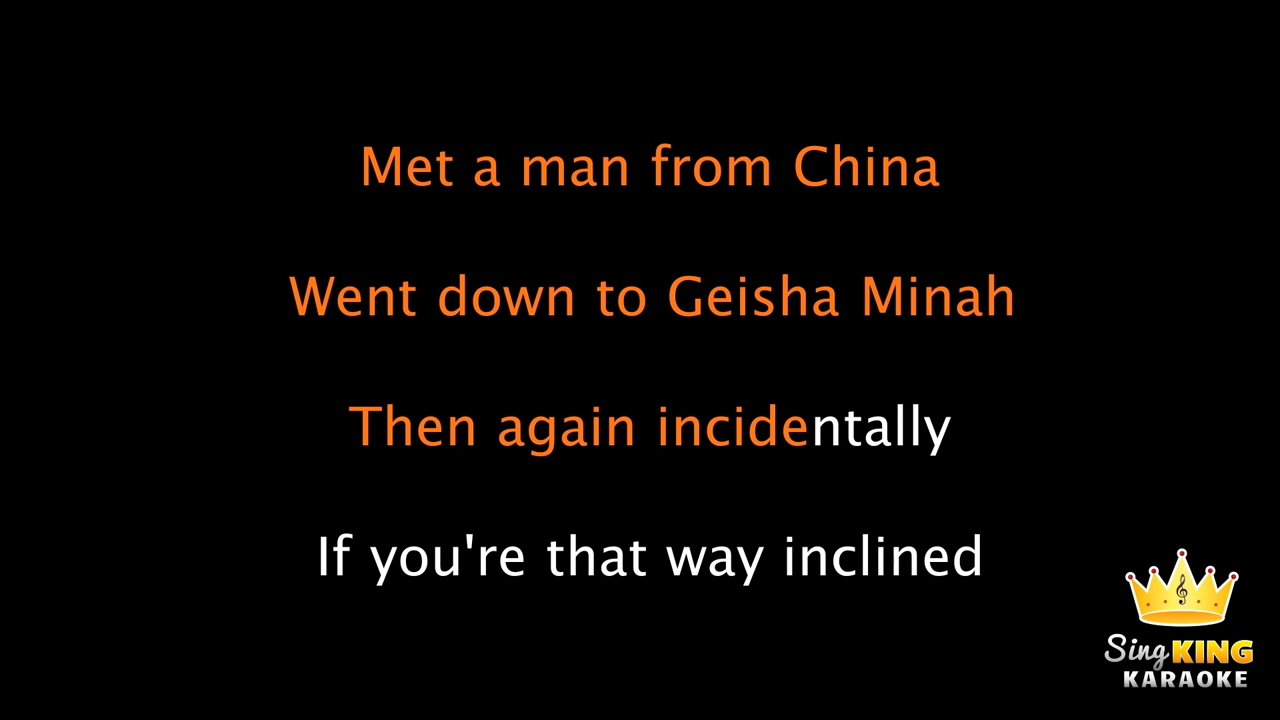 Met a man from China
Went down to Geisha Minah
Then again incidentally
If you're that way inclined
Sing KING
KARAOKE